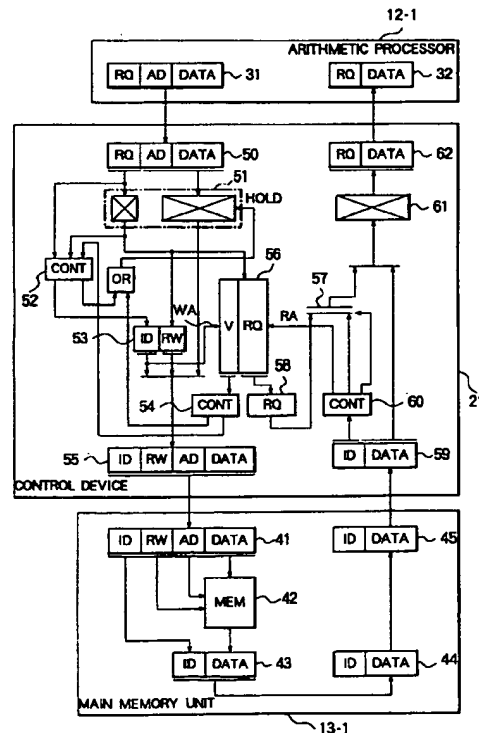 12-1
ARITHMETIC PROCESSOR
RQ AD DATA 31
RQ DATA 32
RQ AD DATA 50
RQ DATA 62
51
HOLD
61
CONT
52
OR
56
57
WA
V RQ
RA
53 ID RW
58
54 CONT
RQ
CONT 60
55 ID RW AD DATA
ID DATA 59
CONTROL DEVICE
ID RW AD DATA 41
ID DATA 45
MEM 42
ID DATA 43
ID DATA 44
MAIN MEMORY UNIT
13-1